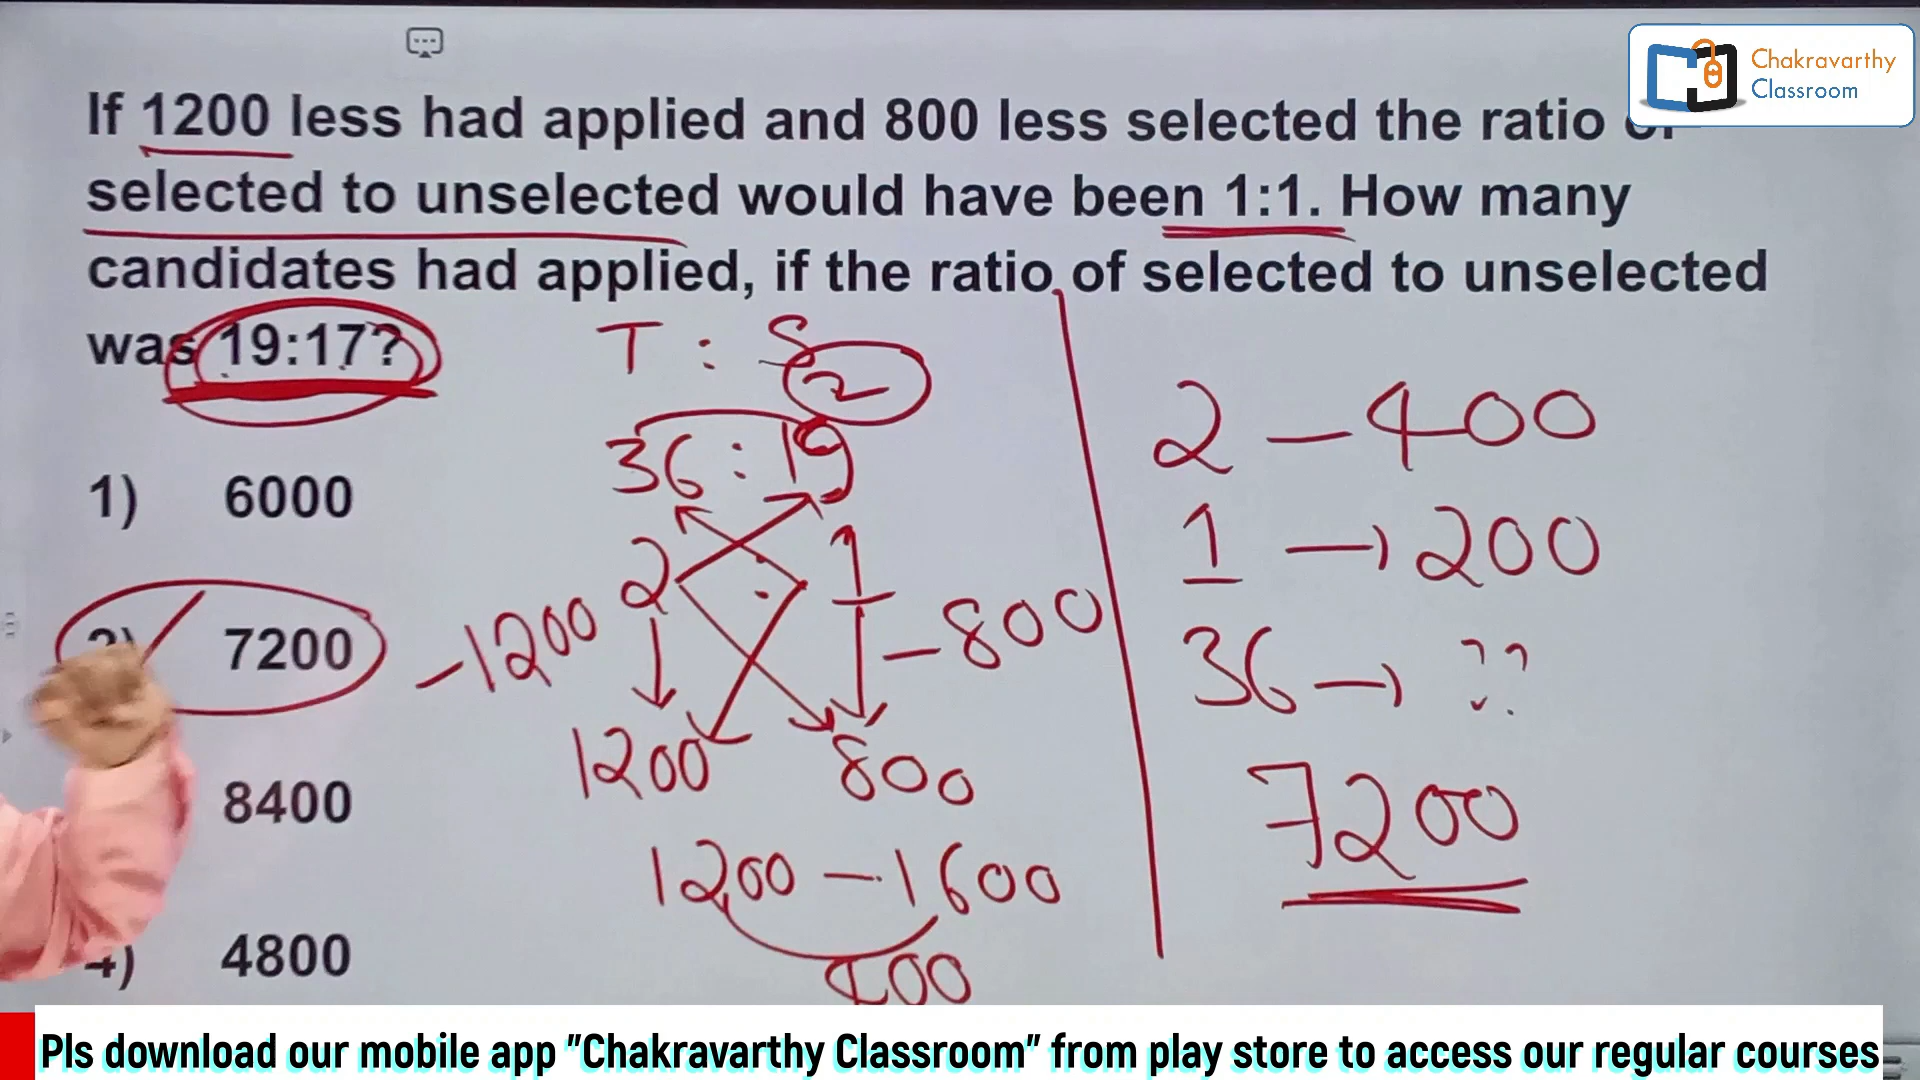 Chakravarthy
Classroom
If 1200 less had applied and 800 less selected the ratio of
selected to unselected would have been 1:1. How many
candidates had applied, if the ratio of selected to unselected
was 19:17?
1) 6000
2) 7200
8400
4) 4800
T : S
2
36 : 19
2 1
-1200 -800
1200 800
1200 - 1600
400
2 - 400
1 → 200
36 → ??
7200
Pls download our mobile app "Chakravarthy Classroom" from play store to access our regular courses